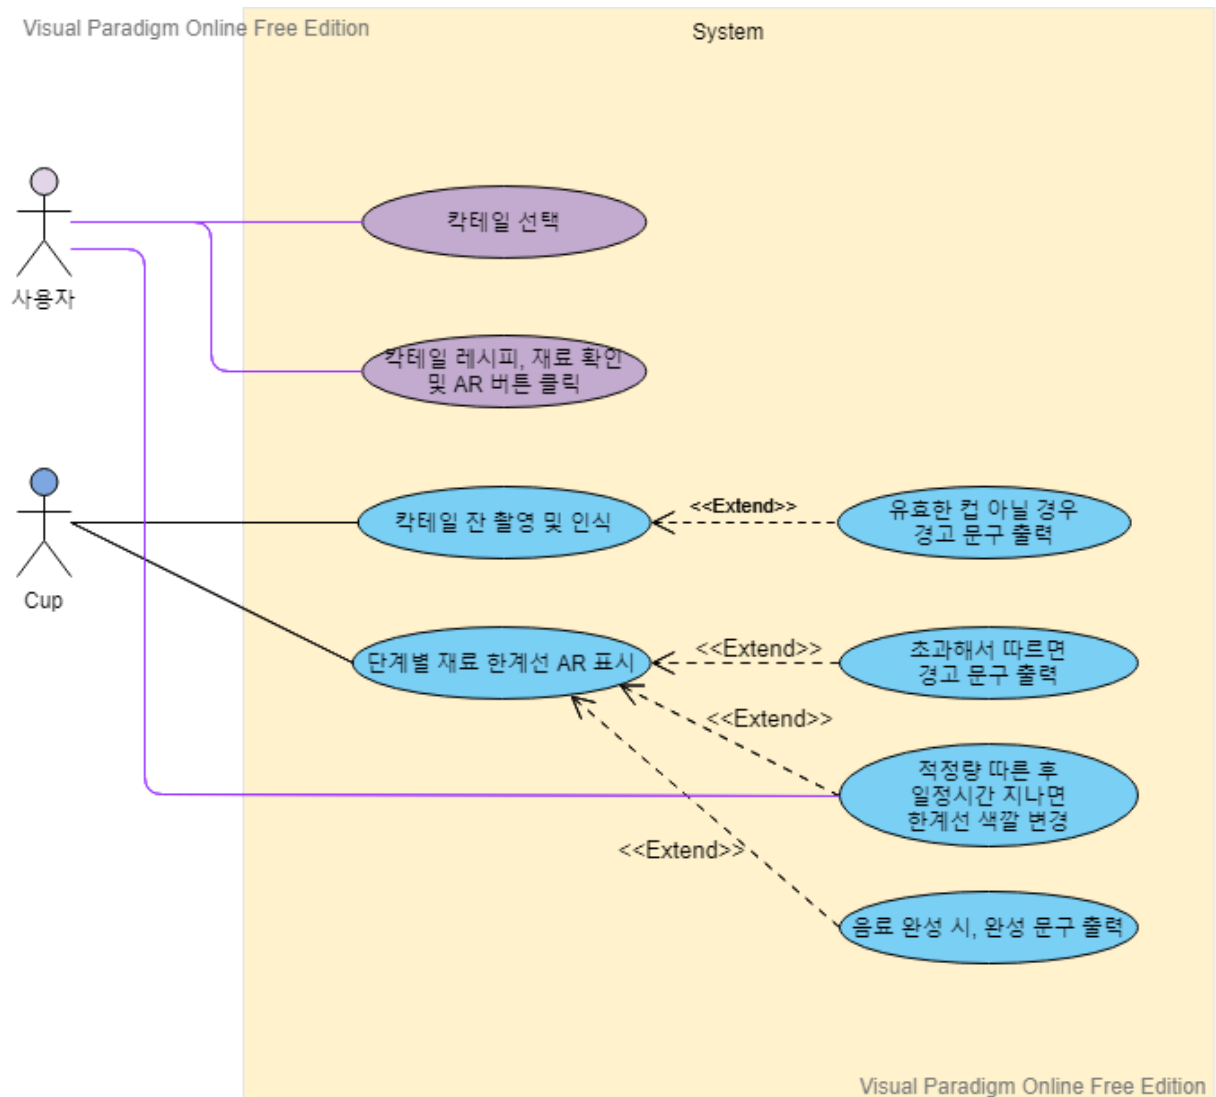 Visual Paradigm Online Free Edition
System
칵테일 선택
사용자
칵테일 레시피, 재료 확인
및 AR 버튼 클릭
칵테일 잔 촬영 및 인식
<<Extend>>
유효한 컵 아닐 경우
경고 문구 출력
Cup
단계별 재료 한계선 AR 표시
<<Extend>>
초과해서 따르면
경고 문구 출력
<<Extend>>
적정량 따른 후
일정시간 지나면
한계선 색깔 변경
<<Extend>>
음료 완성 시, 완성 문구 출력
Visual Paradigm Online Free Edition